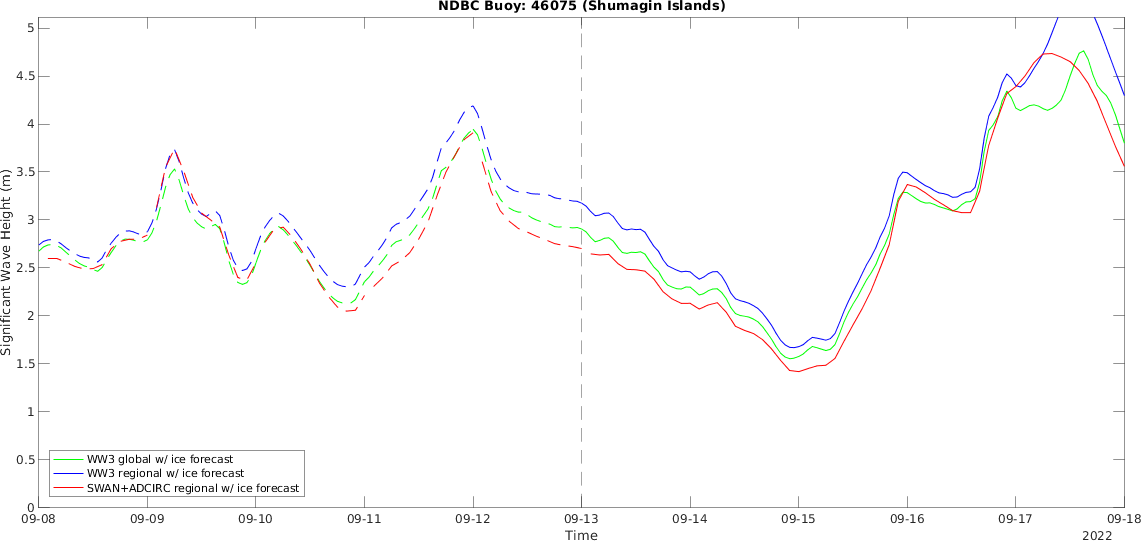 NDBC Buoy: 46075 (Shumagin Islands)
Significant Wave Height (m)
5
4.5
4
3.5
3
2.5
2
1.5
1
0.5
0
WW3 global w/ ice forecast
WW3 regional w/ ice forecast
SWAN+ADCIRC regional w/ ice forecast
09-08 09-09 09-10 09-11 09-12 09-13 09-14 09-15 09-16 09-17 09-18
Time
2022